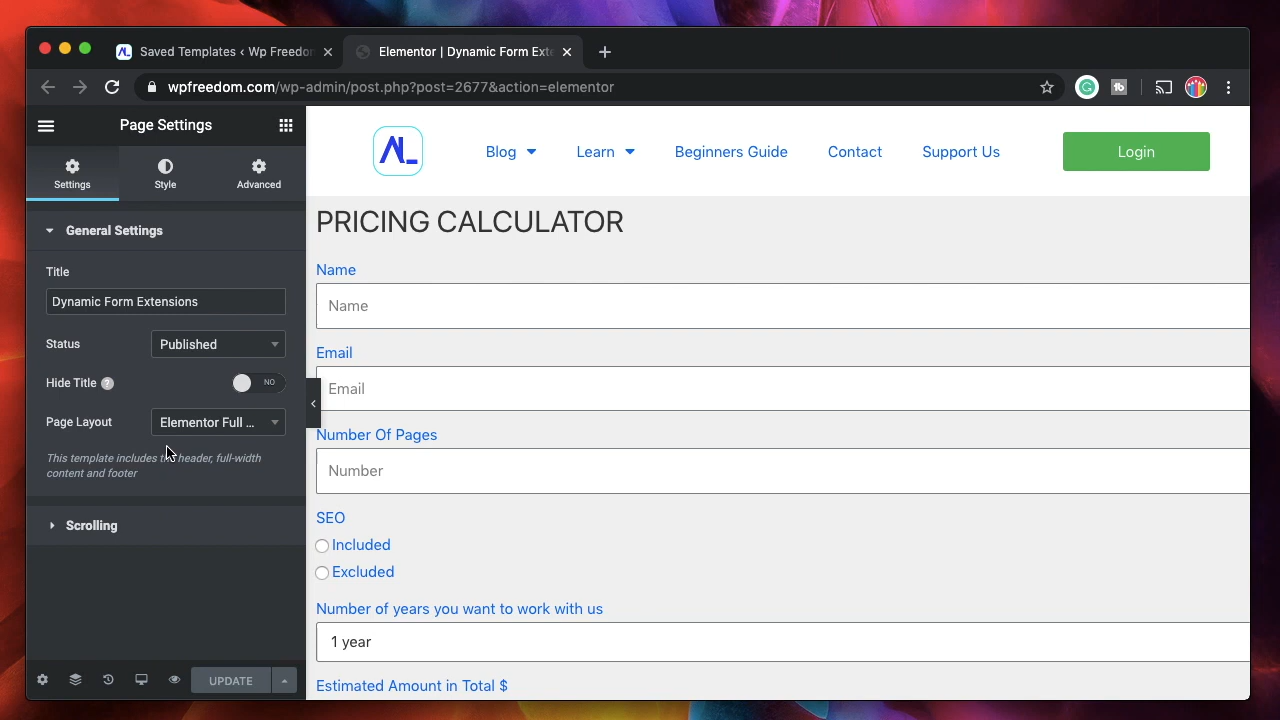 Saved Templates ‹ Wp Freedor
Elementor | Dynamic Form Exte
wpfreedom.com/wp-admin/post.php?post=2677&action=elementor
Page Settings
Settings
Style
Advanced
General Settings
Title
Dynamic Form Extensions
Status
Published
Hide Title
?
NO
Page Layout
Elementor Full ...
This template includes header, full-width
content and footer
Scrolling
UPDATE
AL
Blog
Learn
Beginners Guide
Contact
Support Us
Login
PRICING CALCULATOR
Name
Name
Email
Email
Number Of Pages
Number
SEO
Included
Excluded
Number of years you want to work with us
1 year
Estimated Amount in Total $